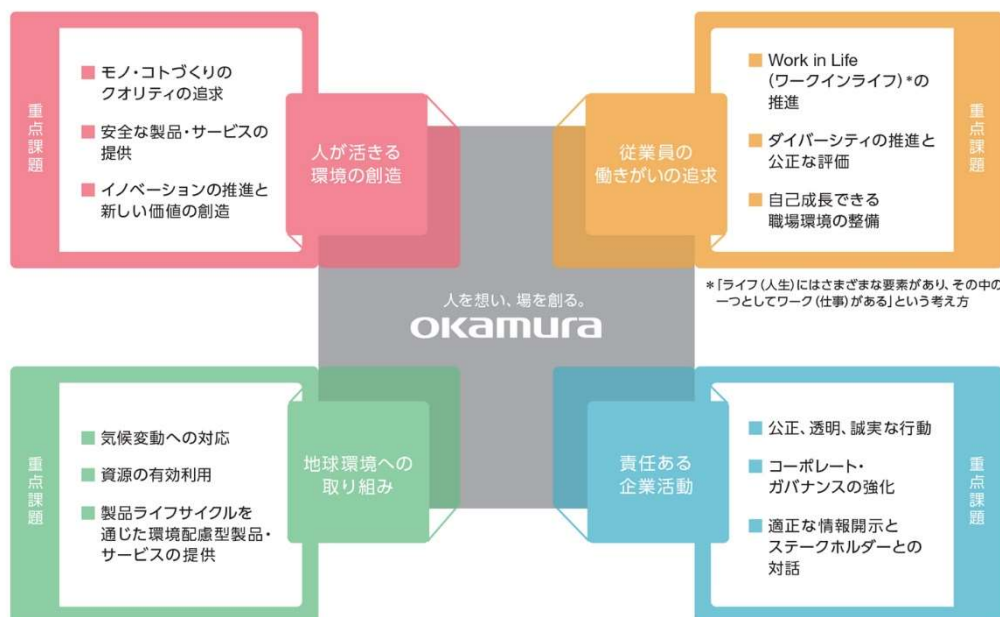 重点課題
モノ・コトづくりの
クオリティの追求
安全な製品・サービスの
提供
イノベーションの推進と
新しい価値の創造
人が活きる
環境の創造
従業員の
働きがいの追求
Work in Life
(ワークインライフ)*の
推進
ダイバーシティの推進と
公正な評価
自己成長できる
職場環境の整備
重点課題
*「ライフ(人生)にはさまざまな要素があり、その中の
一つとしてワーク(仕事)がある」という考え方
人を想い、場を創る。
okamura
重点課題
気候変動への対応
資源の有効利用
製品ライフサイクルを
通じた環境配慮型製品・
サービスの提供
地球環境への
取り組み
責任ある
企業活動
公正、透明、誠実な行動
コーポレート・
ガバナンスの強化
適正な情報開示と
ステークホルダーとの
対話
重点課題